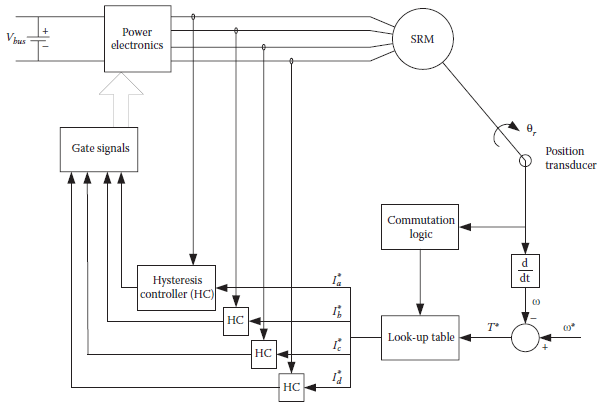 V_bus
+
−
Power
electronics
SRM
θ_r
Position
transducer
Gate signals
Commutation
logic
d
dt
Hysteresis
controller (HC)
I_a*
HC
I_b*
HC
I_c*
HC
I_d*
Look-up table
T*
ω
−
+
ω*